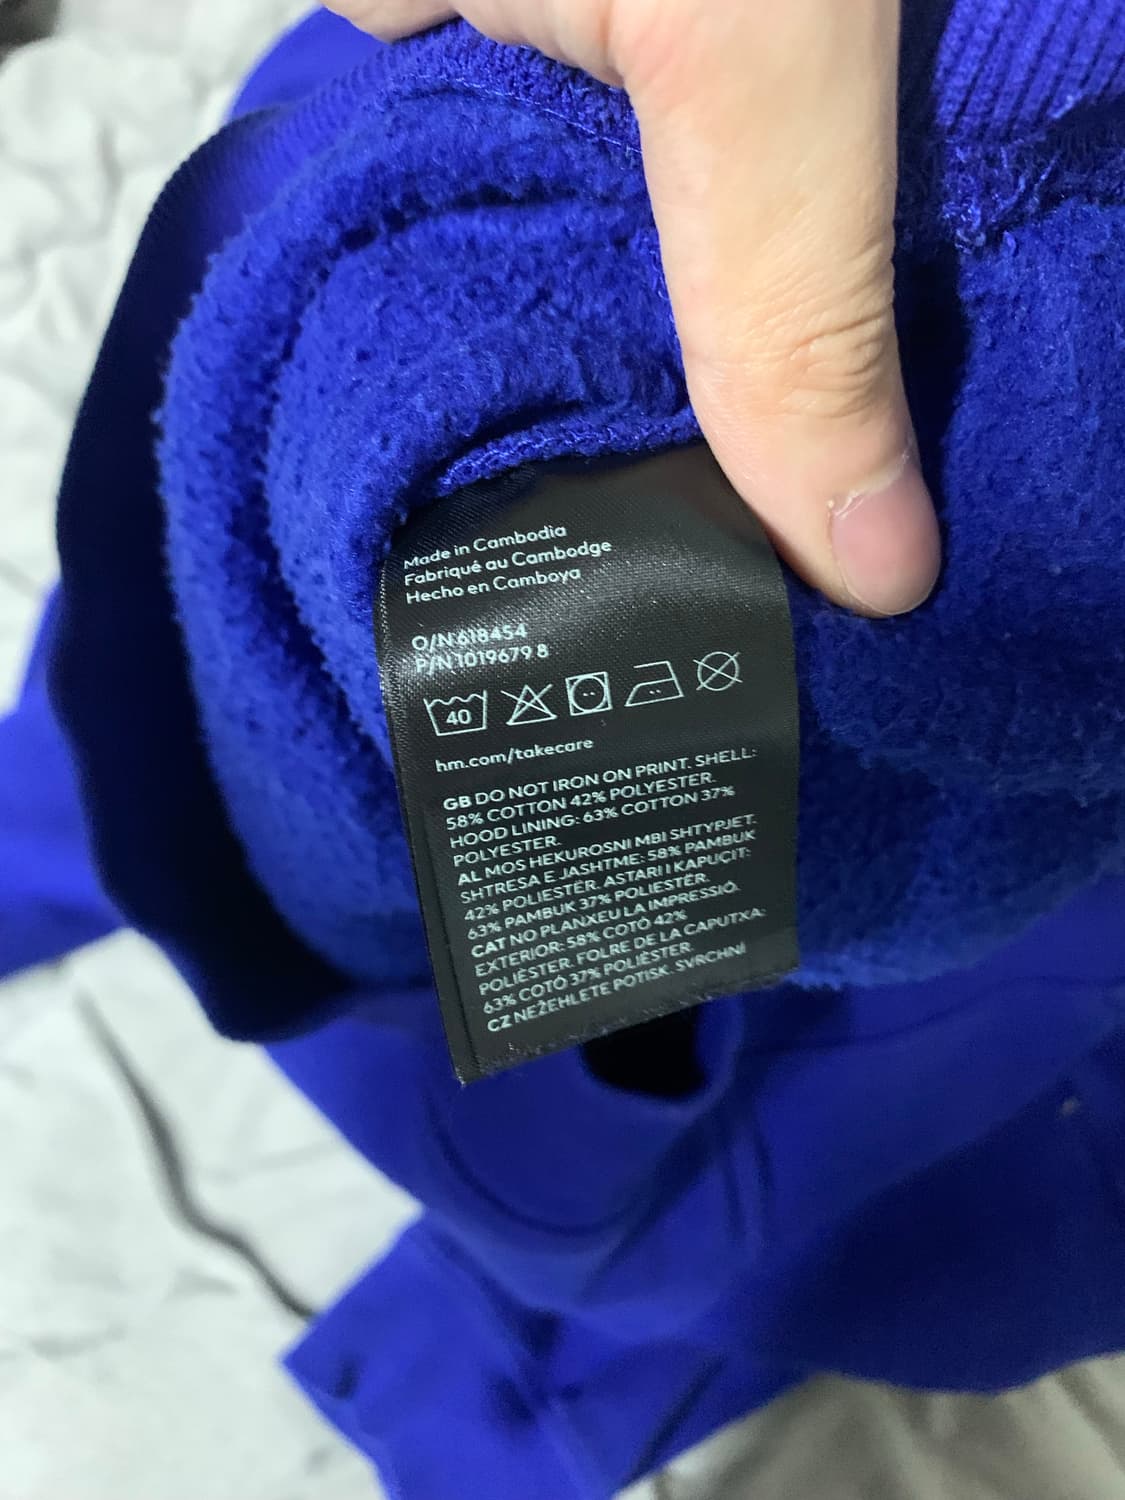 Made in Cambodia
Fabriqué au Cambodge
Hecho en Camboya
O/N 618454
P/N 1019679 8
40
hm.com/takecare
GB DO NOT IRON ON PRINT. SHELL:
58% COTTON 42% POLYESTER.
HOOD LINING: 63% COTTON 37%
POLYESTER.
AL MOS HEKUROSNI MBI SHTYPJET.
SHTRESA E JASHTME: 58% PAMBUK
42% POLIESTËR. ASTARI I KAPUÇIT:
63% PAMBUK 37% POLIESTËR.
CAT NO PLANXEU LA IMPRESSIÓ.
EXTERIOR: 58% COTÓ 42%
POLIÈSTER. FOLRE DE LA CAPUTXA:
63% COTÓ 37% POLIÈSTER.
CZ NEŽEHLETE POTISK. SVRCHNÍ